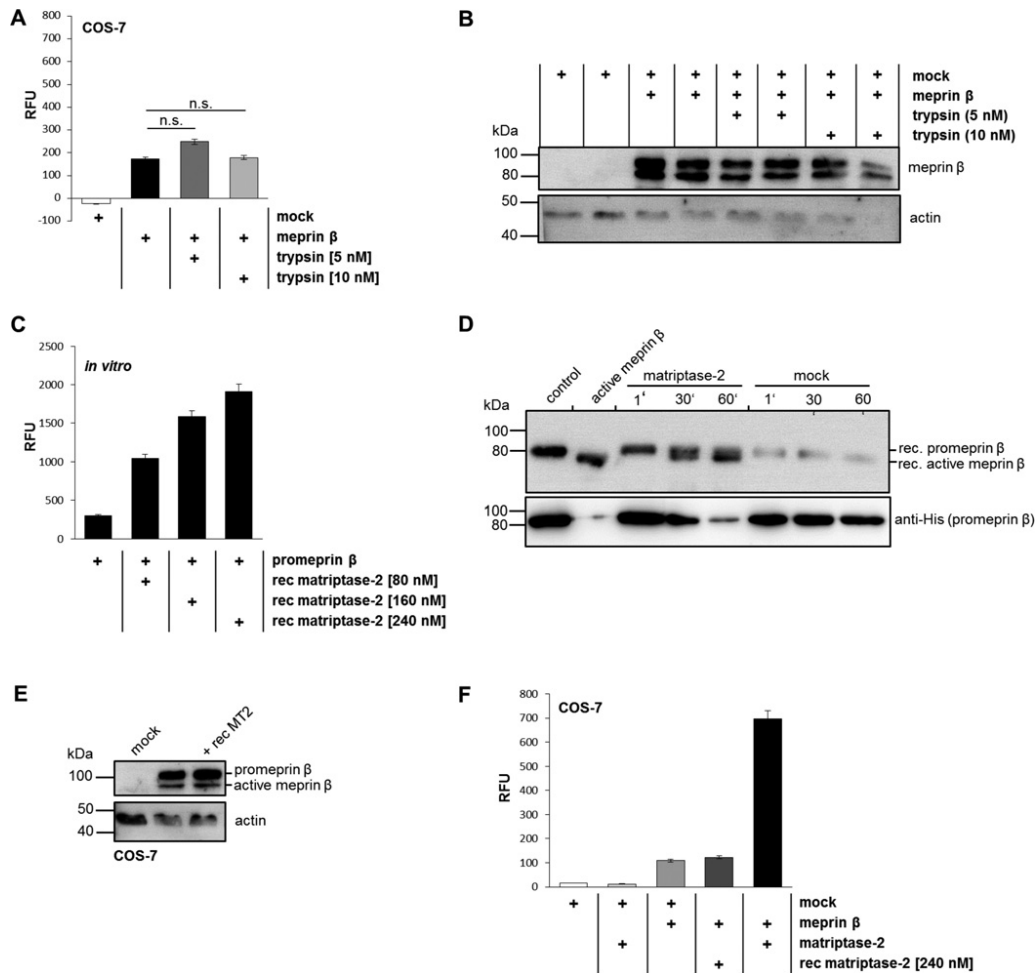 A
COS-7
800
700
600
500
400
300
200
100
0
-100
RFU
n.s.
n.s.
+ mock
+ + + meprin β
+ trypsin [5 nM]
+ trypsin [10 nM]
B
+ + + + + + + + mock
+ + + + + + meprin β
+ + trypsin (5 nM)
+ + trypsin (10 nM)
kDa
100
80
meprin β
50
40
actin
C
in vitro
2500
2000
1500
1000
500
0
RFU
+ + + + promeprin β
+ rec matriptase-2 [80 nM]
+ rec matriptase-2 [160 nM]
+ rec matriptase-2 [240 nM]
D
control
active meprin β
matriptase-2 mock
1‘ 30‘ 60‘ 1‘ 30 60
kDa
100
80
rec. promeprin β
rec. active meprin β
100
80
anti-His (promeprin β)
E
mock
+ rec MT2
kDa
100
promeprin β
active meprin β
50
40
actin
COS-7
F
COS-7
800
700
600
500
400
300
200
100
0
RFU
+ + + mock
+ + + meprin β
+ + matriptase-2
+ rec matriptase-2 [240 nM]